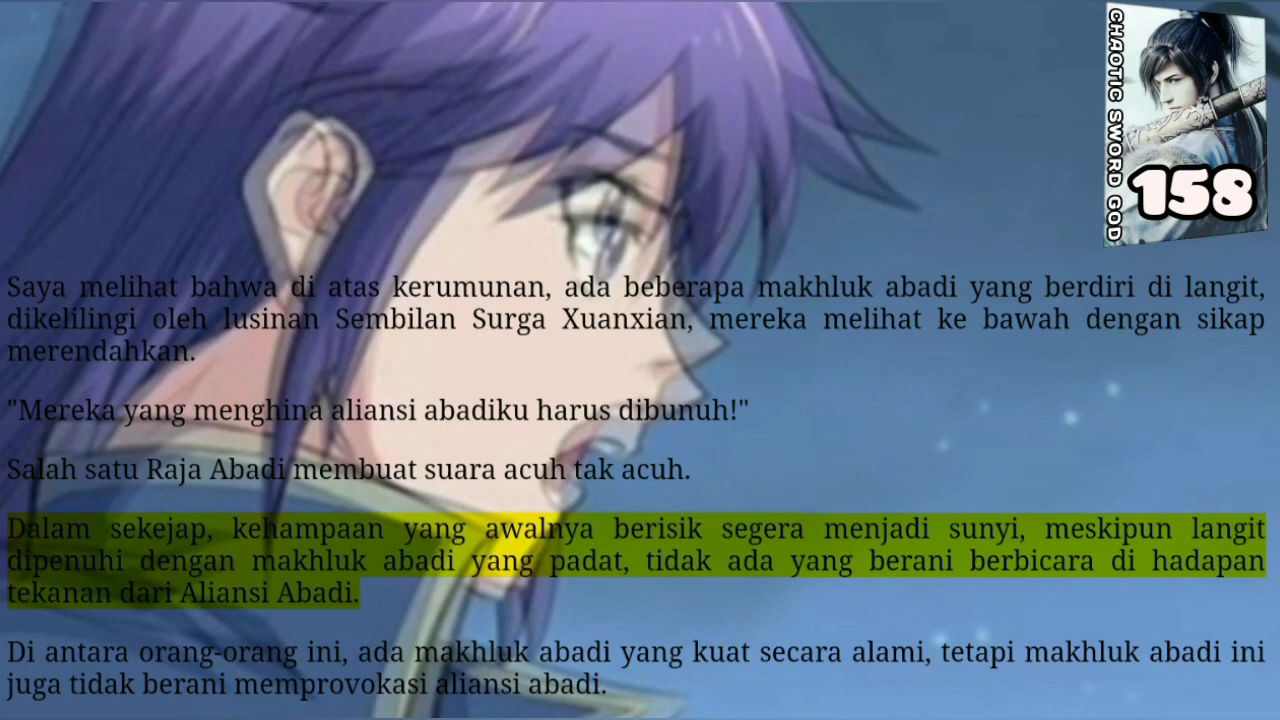 CHAOTIC SWORD GOD
158
Saya melihat bahwa di atas kerumunan, ada beberapa makhluk abadi yang berdiri di langit,
dikelilingi oleh lusinan Sembilan Surga Xuanxian, mereka melihat ke bawah dengan sikap
merendahkan.
"Mereka yang menghina aliansi abadiku harus dibunuh!"
Salah satu Raja Abadi membuat suara acuh tak acuh.
Dalam sekejap, kehampaan yang awalnya berisik segera menjadi sunyi, meskipun langit
dipenuhi dengan makhluk abadi yang padat, tidak ada yang berani berbicara di hadapan
tekanan dari Aliansi Abadi.
Di antara orang-orang ini, ada makhluk abadi yang kuat secara alami, tetapi makhluk abadi ini
juga tidak berani memprovokasi aliansi abadi.